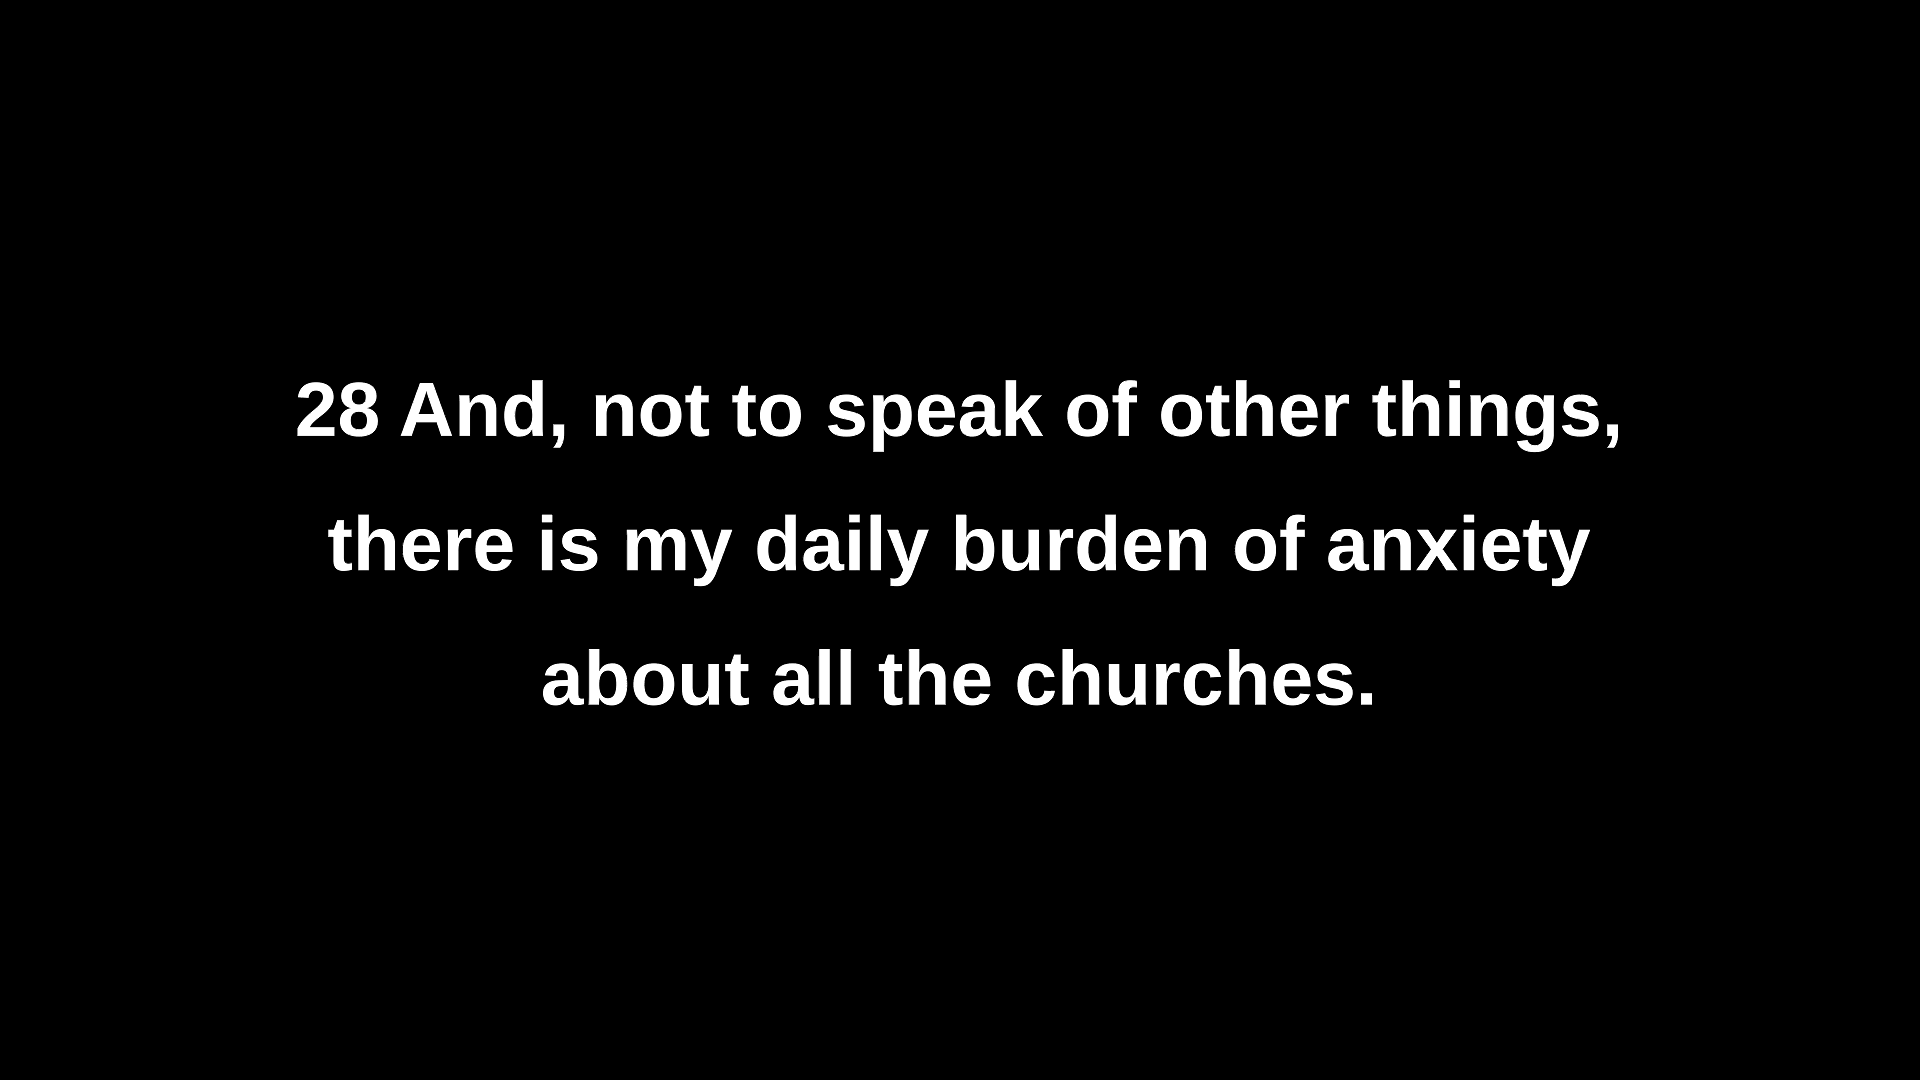 28 And, not to speak of other things,
there is my daily burden of anxiety
about all the churches.